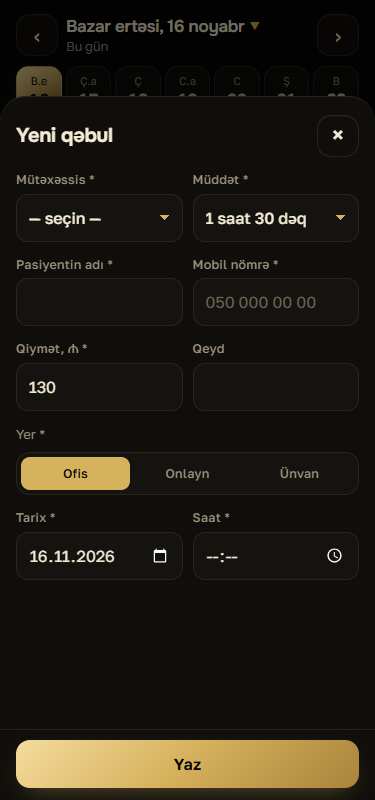 ‹ Bazar ertəsi, 16 noyabr ▾ ›
Bu gün
B.e Ç.a Ç C.a C Ş B
Yeni qəbul ×
Mütəxəssis * Müddət *
— seçin — 1 saat 30 dəq
Pasiyentin adı * Mobil nömrə *
050 000 00 00
Qiymət, ₼ * Qeyd
130
Yer *
Ofis Onlayn Ünvan
Tarix * Saat *
16.11.2026 --:--
Yaz